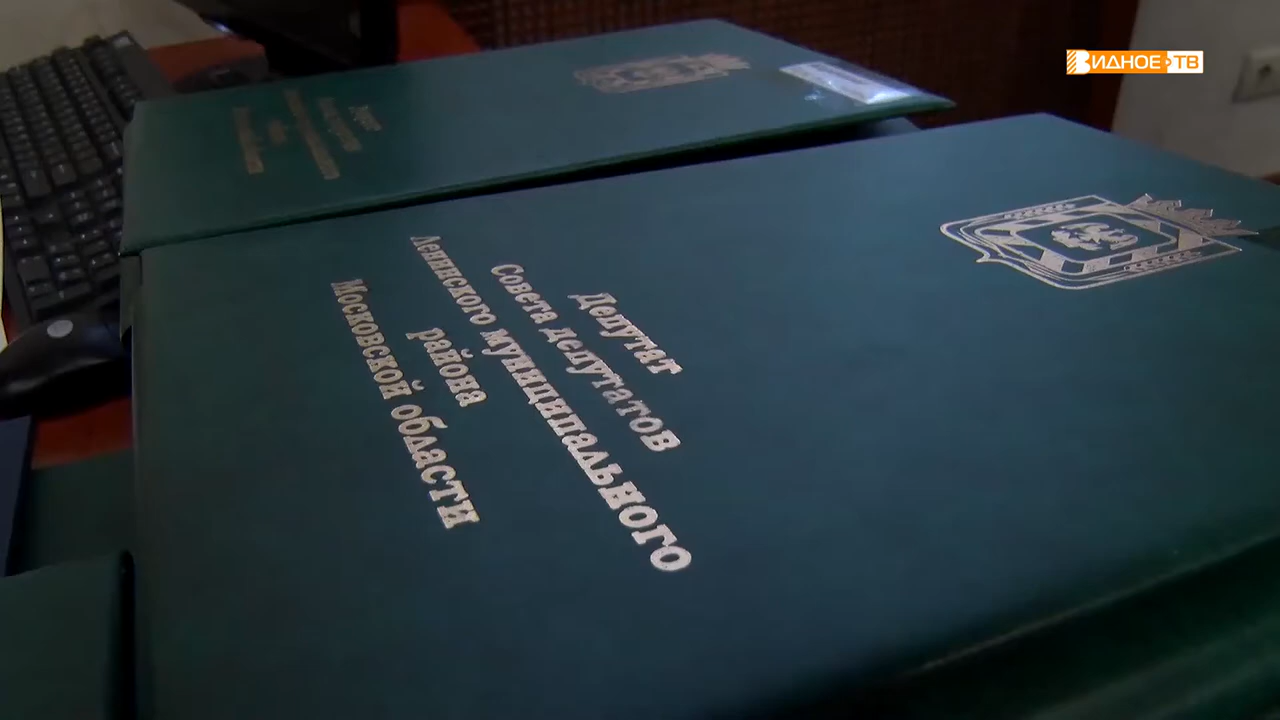 ВИДНОЕ-ТВ
Депутат
Совета депутатов
Ленинского муниципального
района
Московской области